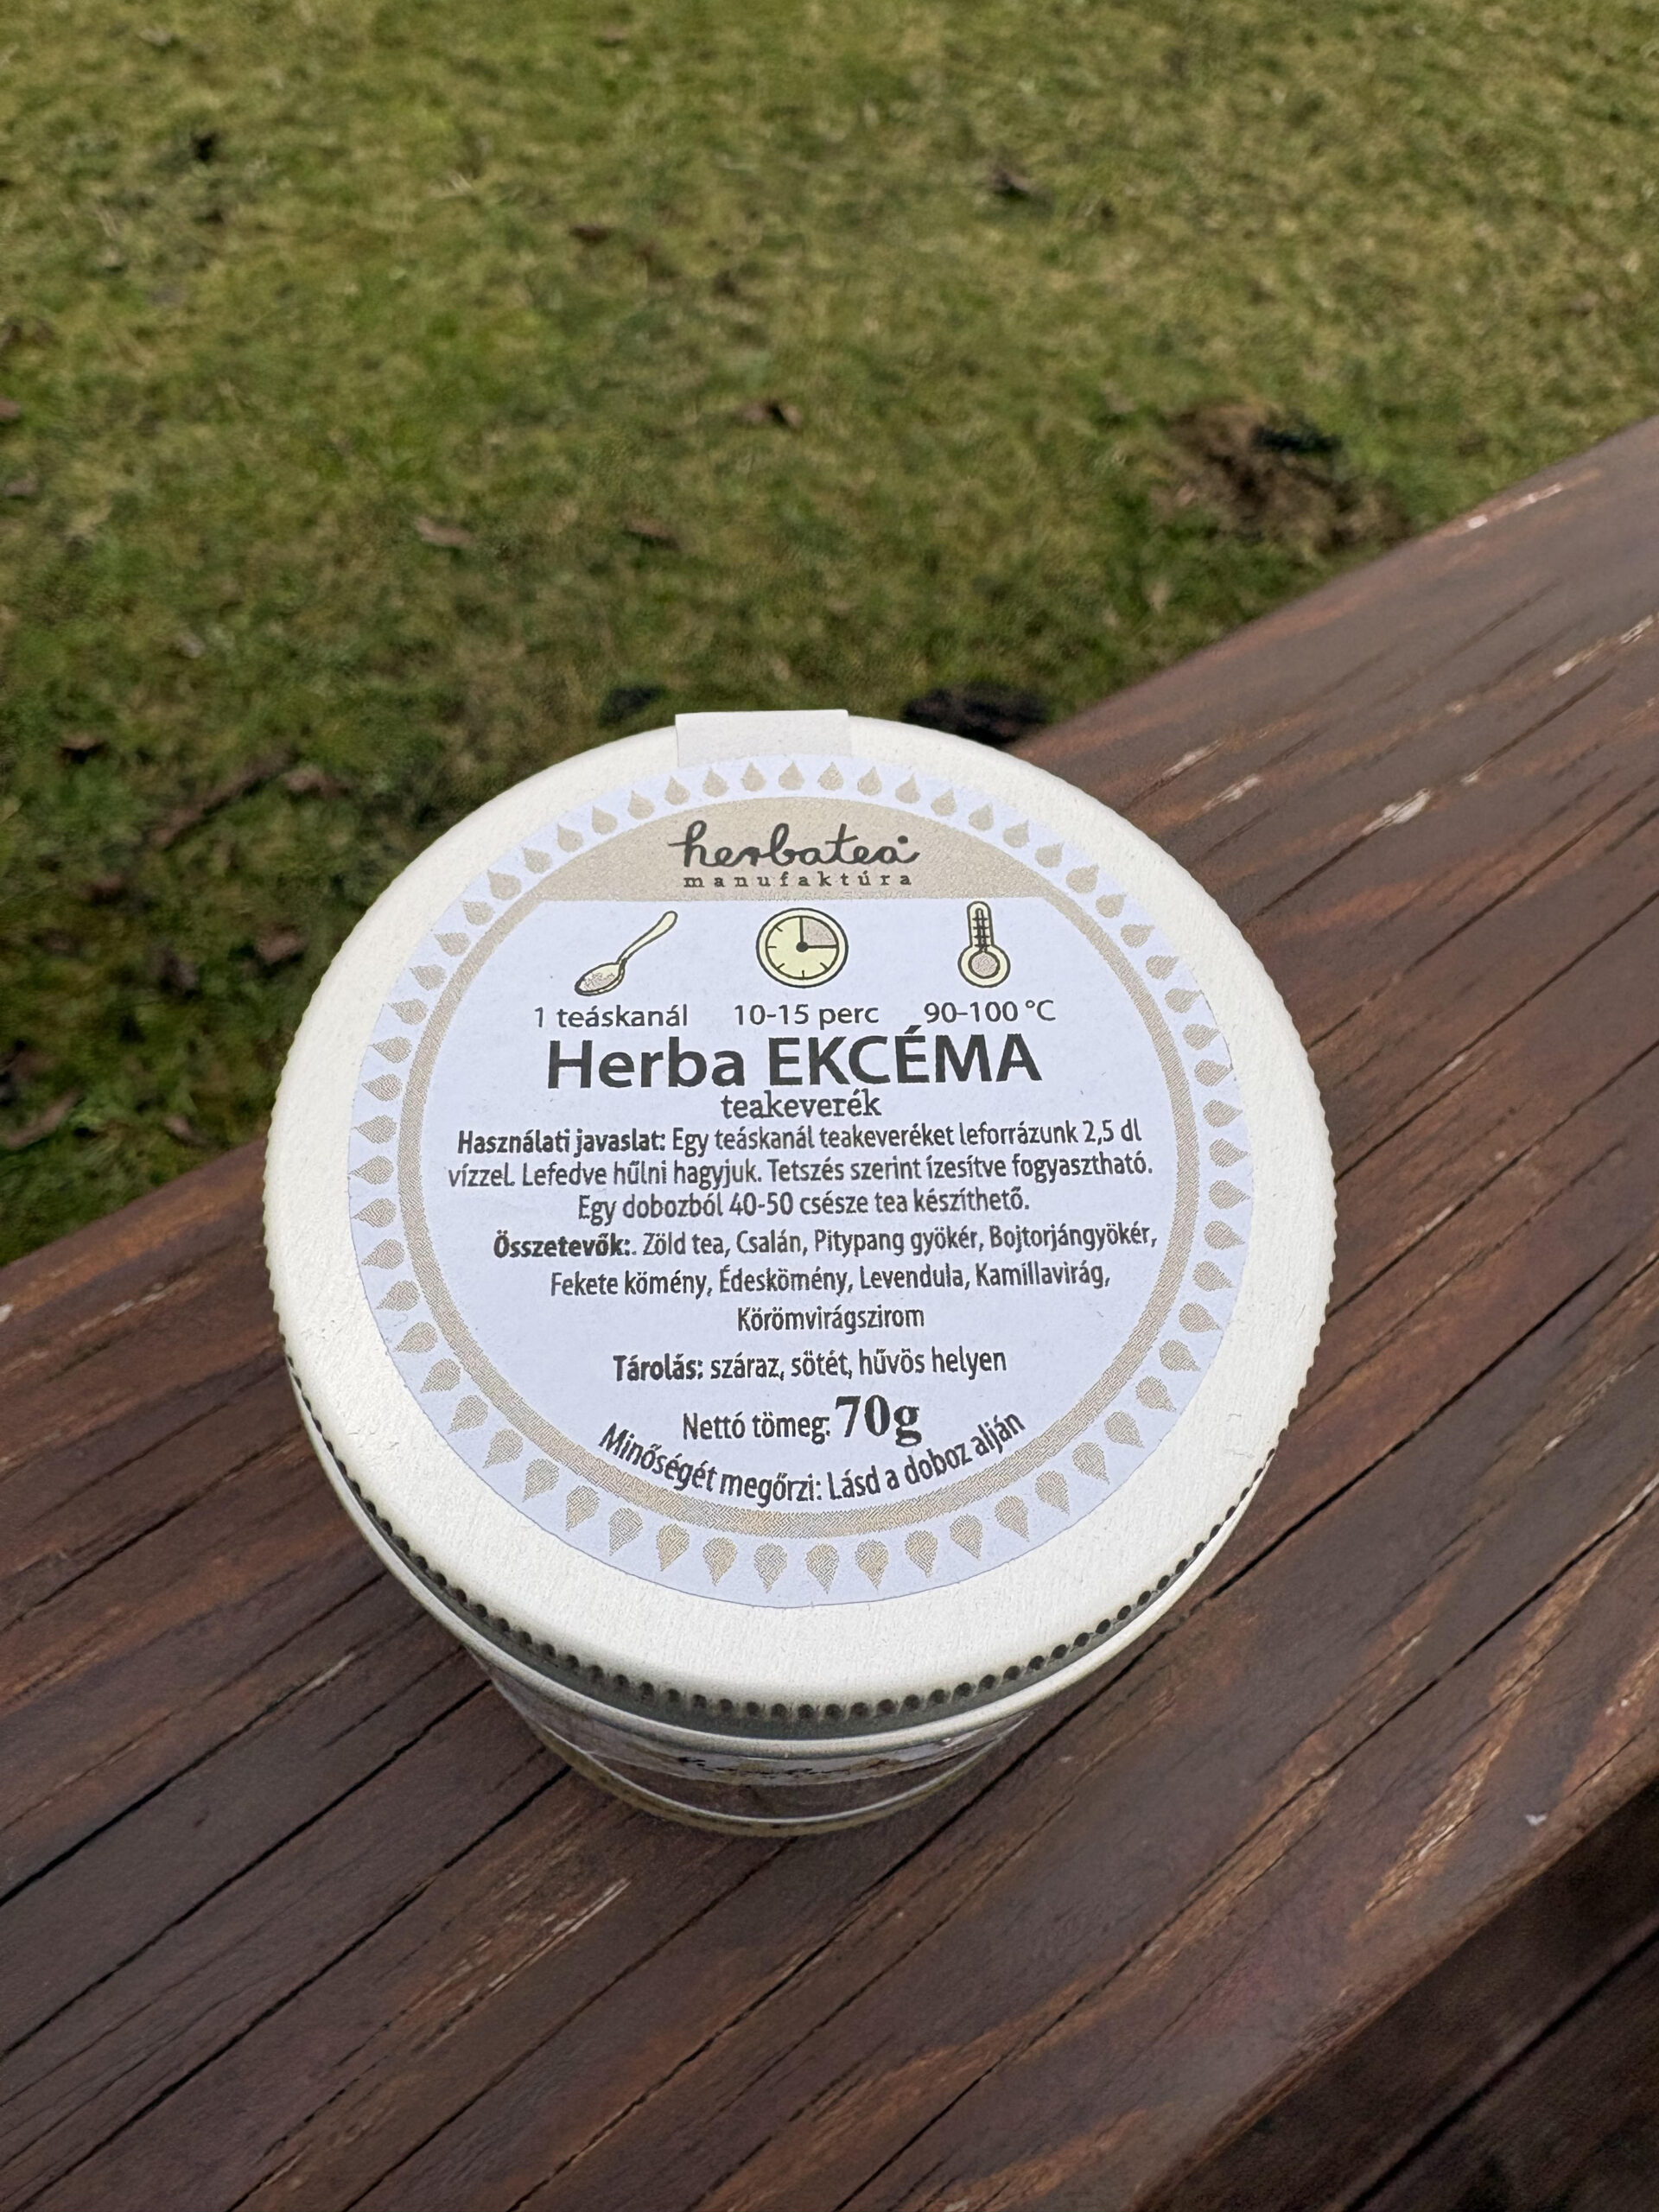 herbatea
manufaktúra
1 teáskanál 10-15 perc 90-100 °C
Herba EKCÉMA
teakeverék
Használati javaslat: Egy teáskanál teakeveréket leforrázunk 2,5 dl
vízzel. Lefedve hűlni hagyjuk. Tetszés szerint ízesítve fogyasztható.
Egy dobozból 40-50 csésze tea készíthető.
Összetevők:. Zöld tea, Csalán, Pitypang gyökér, Bojtorjángyökér,
Fekete kömény, Édeskömény, Levendula, Kamillavirág,
Körömvirágszirom
Tárolás: száraz, sötét, hűvös helyen
Nettó tömeg: 70g
Minőségét megőrzi: Lásd a doboz alján